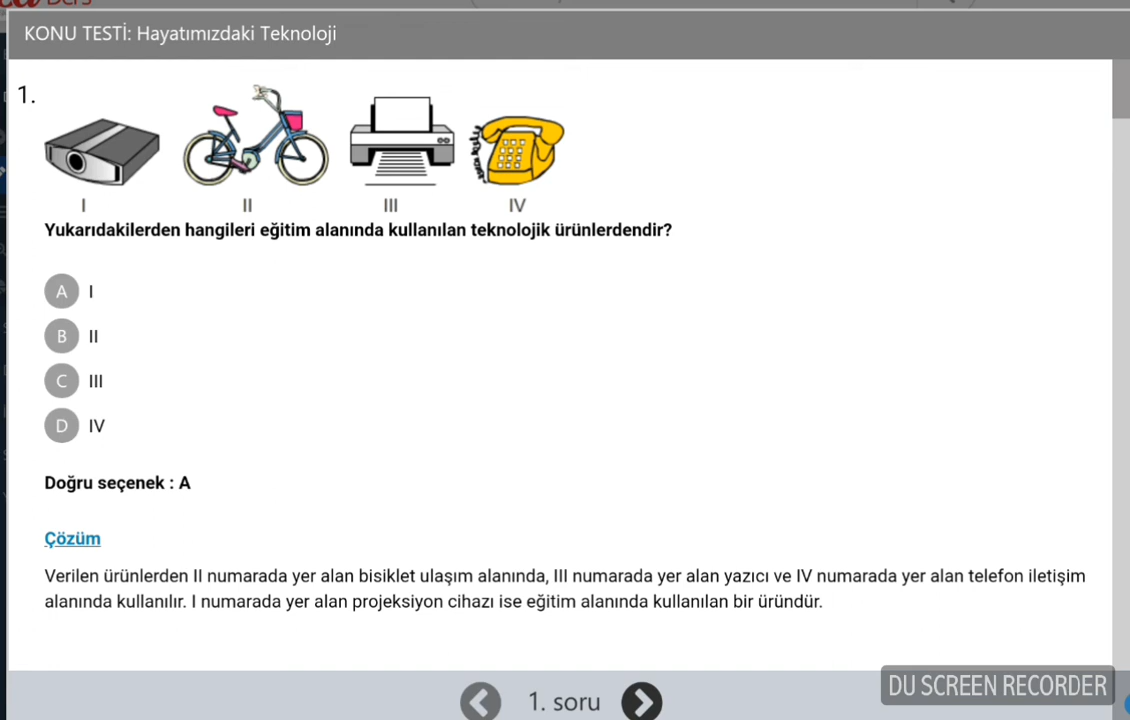 Ders
KONU TESTİ: Hayatımızdaki Teknoloji
1.
I II III IV
Yukarıdakilerden hangileri eğitim alanında kullanılan teknolojik ürünlerdendir?
A I
B II
C III
D IV
Doğru seçenek : A
Çözüm
Verilen ürünlerden II numarada yer alan bisiklet ulaşım alanında, III numarada yer alan yazıcı ve IV numarada yer alan telefon iletişim
alanında kullanılır. I numarada yer alan projeksiyon cihazı ise eğitim alanında kullanılan bir üründür.
1. soru
DU SCREEN RECORDER